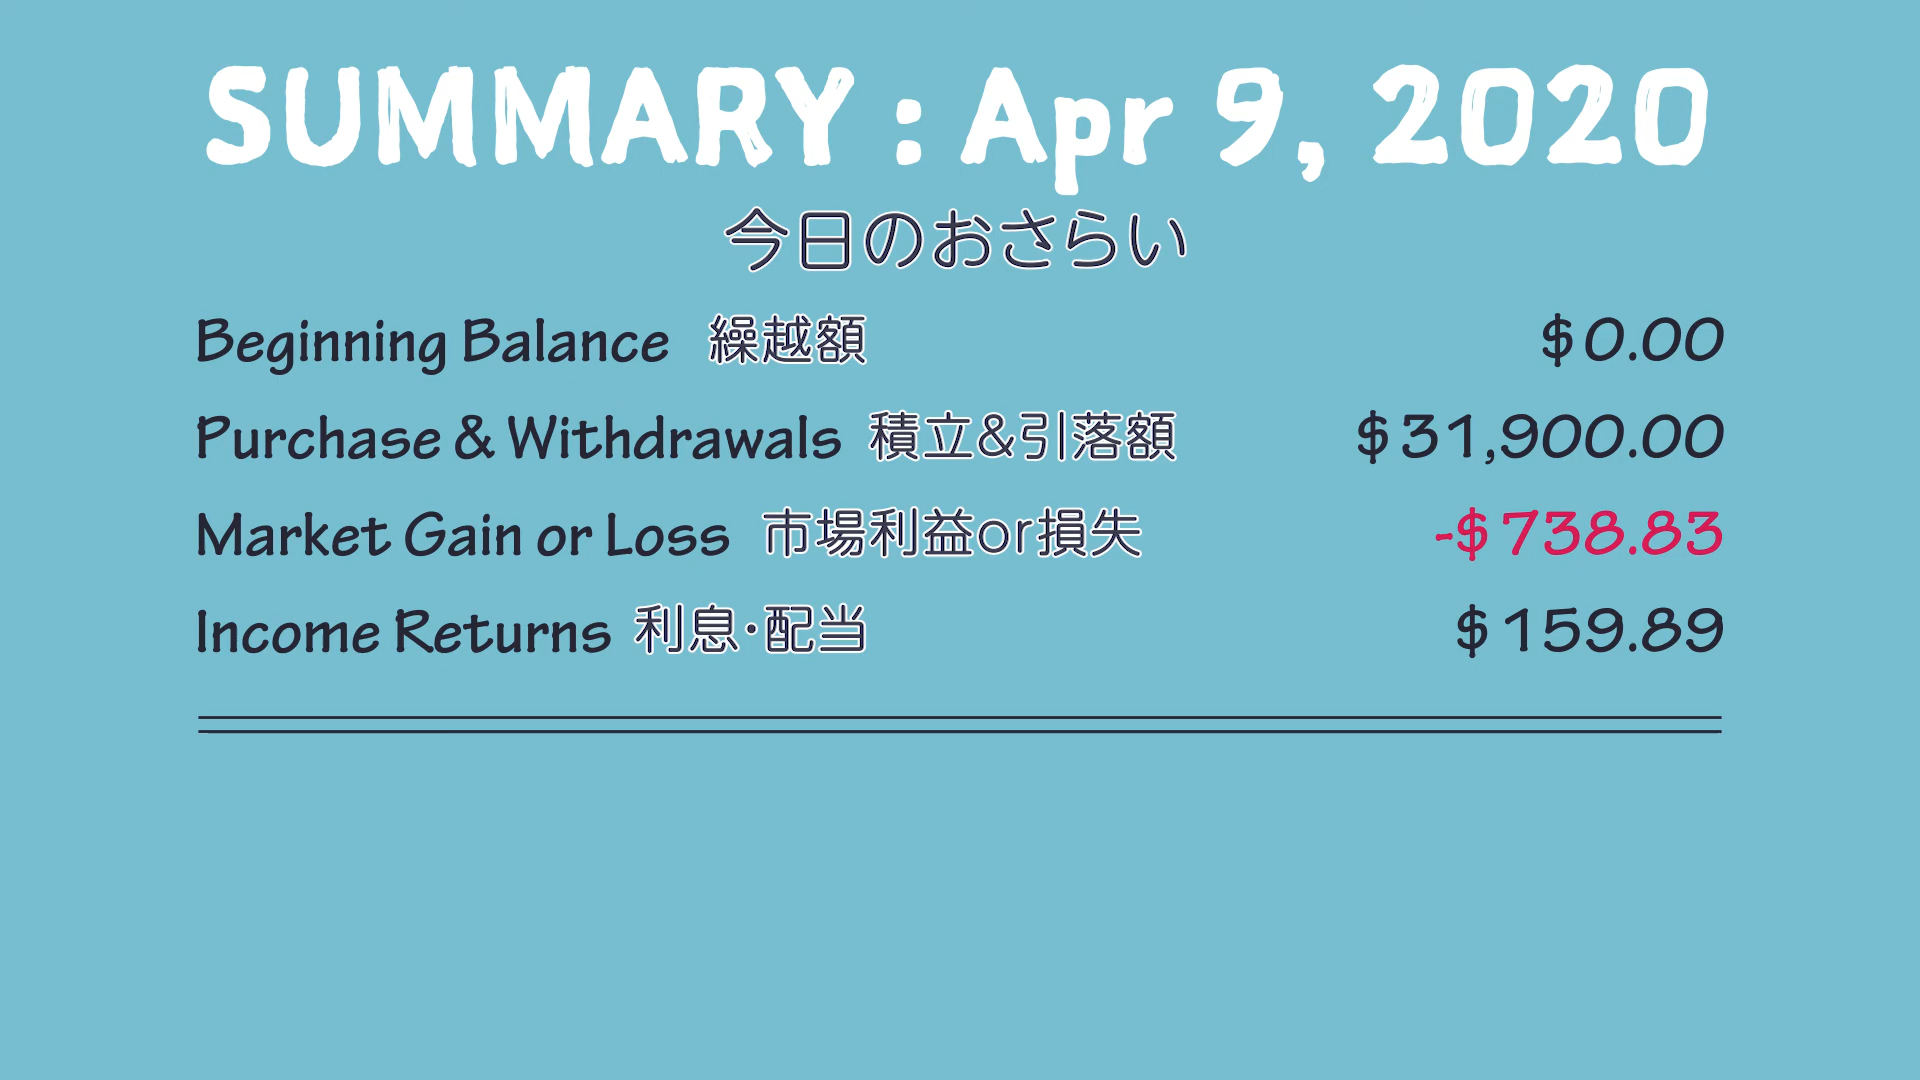 SUMMARY : Apr 9, 2020
今日のおさらい
Beginning Balance 繰越額 $0.00
Purchase & Withdrawals 積立&引落額 $31,900.00
Market Gain or Loss 市場利益or損失 -$738.83
Income Returns 利息・配当 $159.89